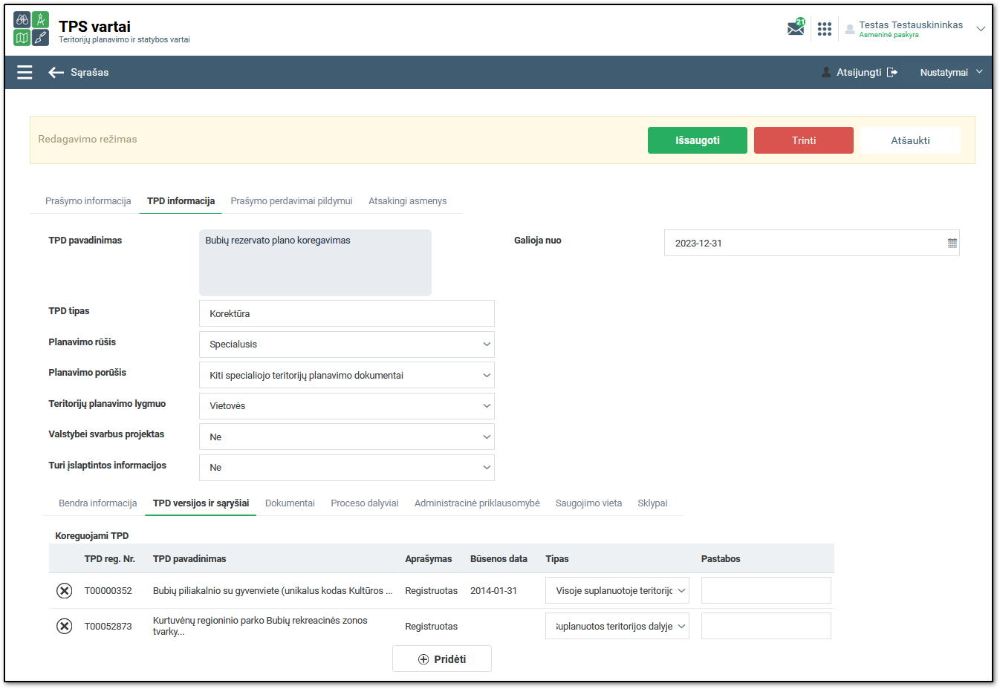 TPS vartai
Teritorijų planavimo ir statybos vartai
21
Testas Testauskininkas
Asmeninė paskyra
Sąrašas
Atsijungti
Nustatymai
Redagavimo režimas
Išsaugoti
Trinti
Atšaukti
Prašymo informacija
TPD informacija
Prašymo perdavimai pildymui
Atsakingi asmenys
TPD pavadinimas
Bubių rezervato plano koregavimas
Galioja nuo
2023-12-31
TPD tipas
Korektūra
Planavimo rūšis
Specialusis
Planavimo porūšis
Kiti specialiojo teritorijų planavimo dokumentai
Teritorijų planavimo lygmuo
Vietovės
Valstybei svarbus projektas
Ne
Turi įslaptintos informacijos
Ne
Bendra informacija
TPD versijos ir sąryšiai
Dokumentai
Proceso dalyviai
Administracinė priklausomybė
Saugojimo vieta
Sklypai
Koreguojami TPD
TPD reg. Nr.
TPD pavadinimas
Aprašymas
Būsenos data
Tipas
Pastabos
T00000352
Bubių piliakalnio su gyvenviete (unikalus kodas Kultūros ...
Registruotas
2014-01-31
Visoje suplanuotoje teritorijo
T00052873
Kurtuvėnų regioninio parko Bubių rekreacinės zonos
tvarky...
Registruotas
Suplanuotos teritorijos dalyje
Pridėti